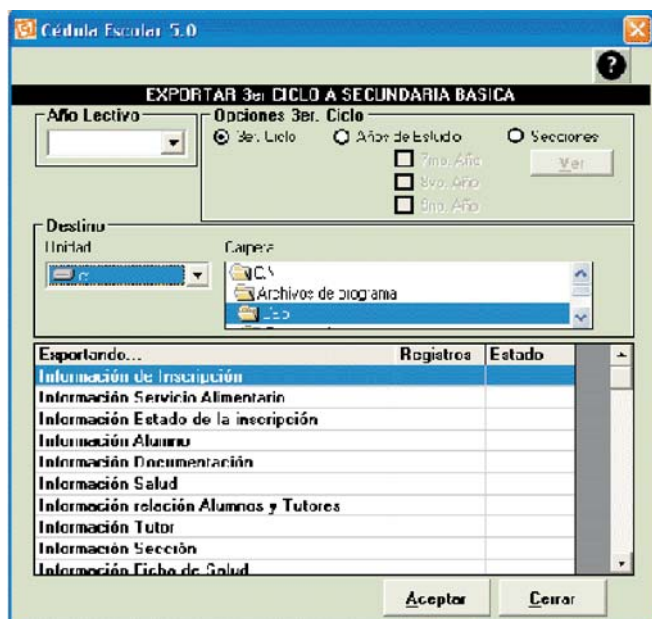 Cédula Escolar 5.0
?
EXPORTAR 3er CICLO A SECUNDARIA BASICA
Año Lectivo
Opciones 3er. Ciclo
3er. Ciclo Años de Estudio Secciones
7mo. Año Ver
8vo. Año
9no. Año
Destino
Unidad Carpeta
c: C:\
Archivos de programa
Exportando... Registros Estado
Información de Inscripción
Información Servicio Alimentario
Información Estado de la inscripción
Información Alumno
Información Documentación
Información Salud
Información relación Alumnos y Tutores
Información Tutor
Información Sección
Información Ficha de Salud
Aceptar Cerrar